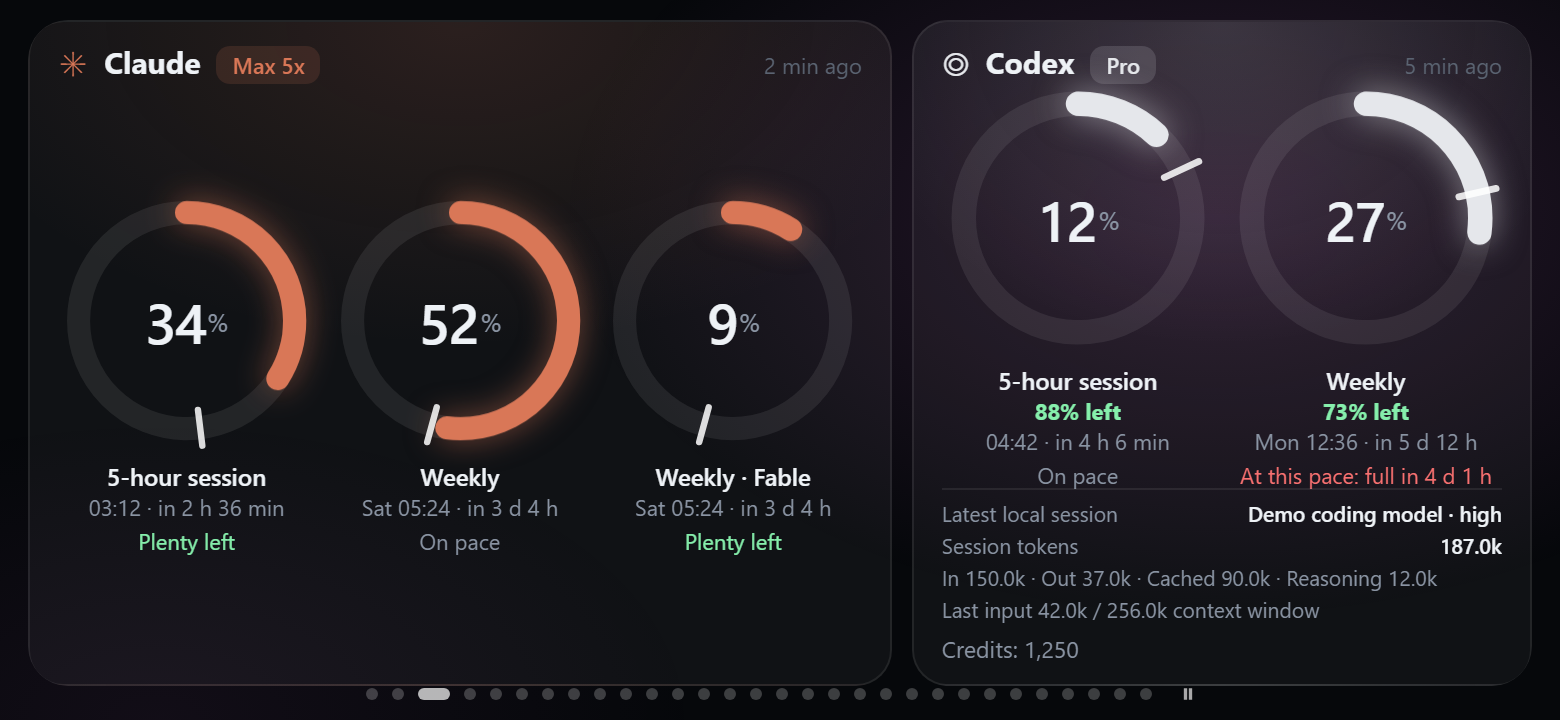 Claude Max 5x 2 min ago
34%
5-hour session
03:12 · in 2 h 36 min
Plenty left
52%
Weekly
Sat 05:24 · in 3 d 4 h
On pace
9%
Weekly · Fable
Sat 05:24 · in 3 d 4 h
Plenty left
Codex Pro 5 min ago
12%
5-hour session
88% left
04:42 · in 4 h 6 min
On pace
27%
Weekly
73% left
Mon 12:36 · in 5 d 12 h
At this pace: full in 4 d 1 h
Latest local session Demo coding model · high
Session tokens 187.0k
In 150.0k · Out 37.0k · Cached 90.0k · Reasoning 12.0k
Last input 42.0k / 256.0k context window
Credits: 1,250